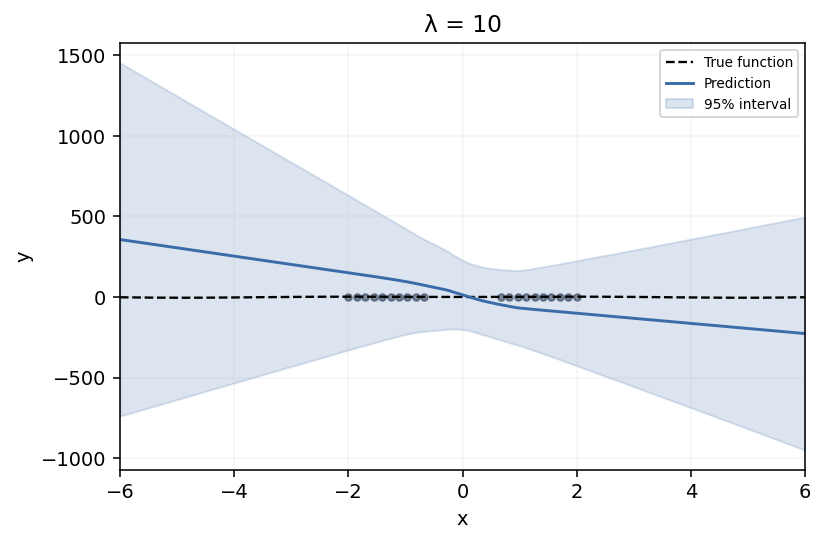 λ = 10
1500
1000
500
0
−500
−1000
y
True function
Prediction
95% interval
−6
−4
−2
0
2
4
6
x